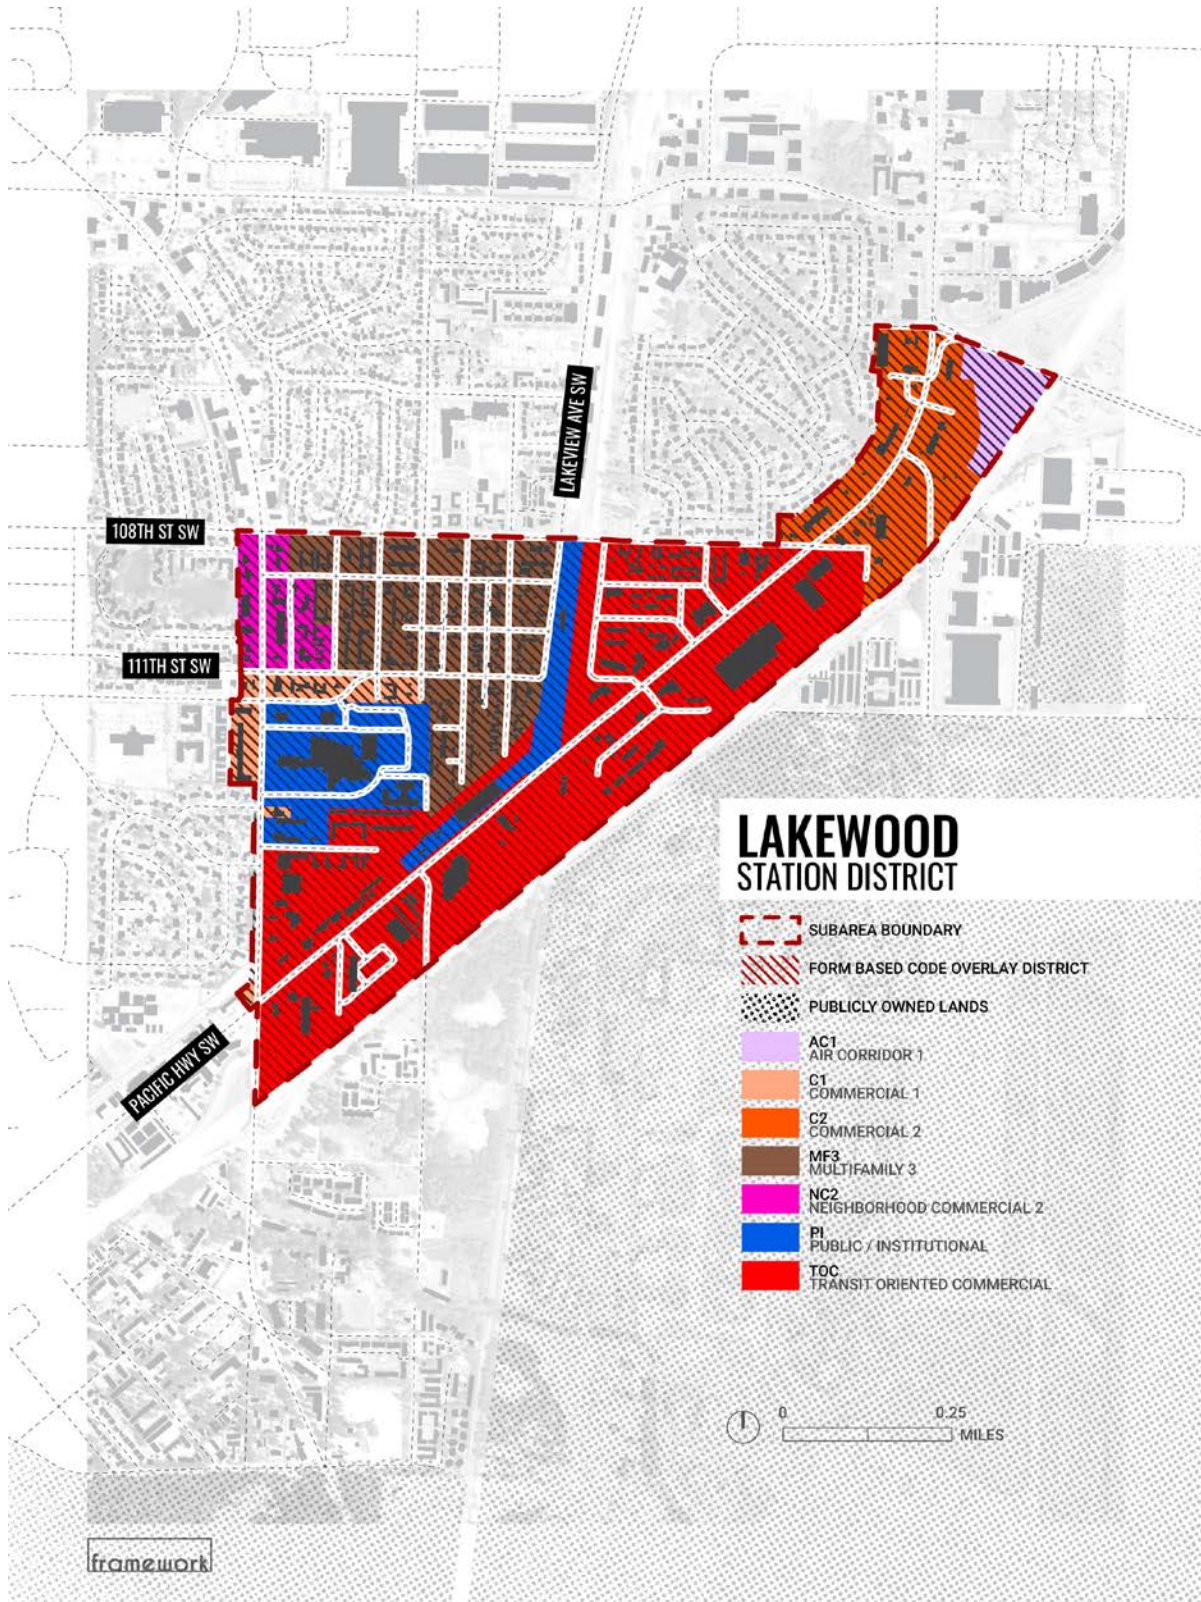 LAKEVIEW AVE SW
108TH ST SW
111TH ST SW
PACIFIC HWY SW
LAKEWOOD
STATION DISTRICT
SUBAREA BOUNDARY
FORM BASED CODE OVERLAY DISTRICT
PUBLICLY OWNED LANDS
AC1
AIR CORRIDOR 1
C1
COMMERCIAL 1
C2
COMMERCIAL 2
MF3
MULTIFAMILY 3
NC2
NEIGHBORHOOD COMMERCIAL 2
PI
PUBLIC / INSTITUTIONAL
TOC
TRANSIT ORIENTED COMMERCIAL
0 0.25
MILES
framework